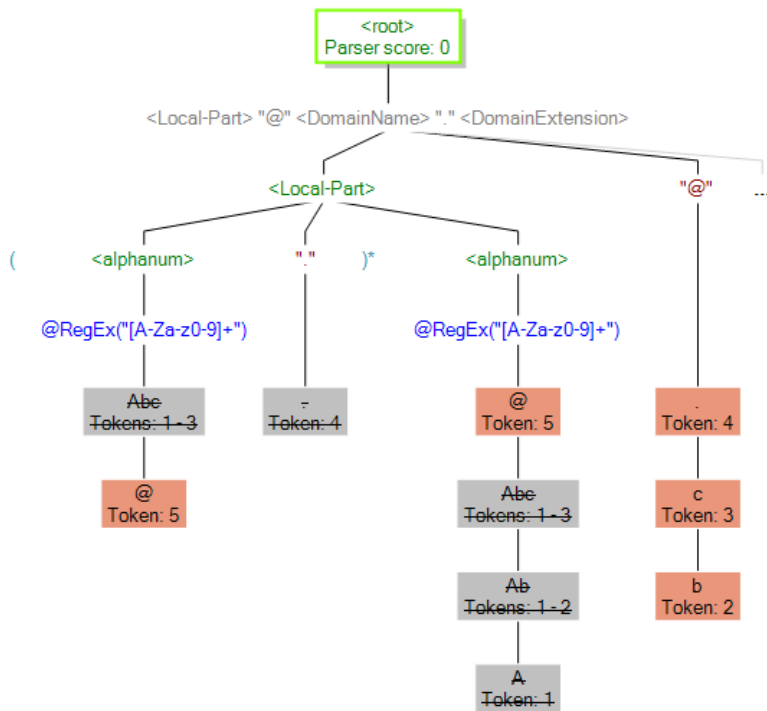 <root>
Parser score: 0
<Local-Part> "@" <DomainName> "." <DomainExtension>
<Local-Part> "@" ...
( <alphanum> "." )* <alphanum>
@RegEx("[A-Za-z0-9]+") @RegEx("[A-Za-z0-9]+")
Abc . @ .
Tokens: 1 - 3 Token: 4 Token: 5 Token: 4
@ Abc c
Token: 5 Tokens: 1 - 3 Token: 3
Ab b
Tokens: 1 - 2 Token: 2
A
Token: 1